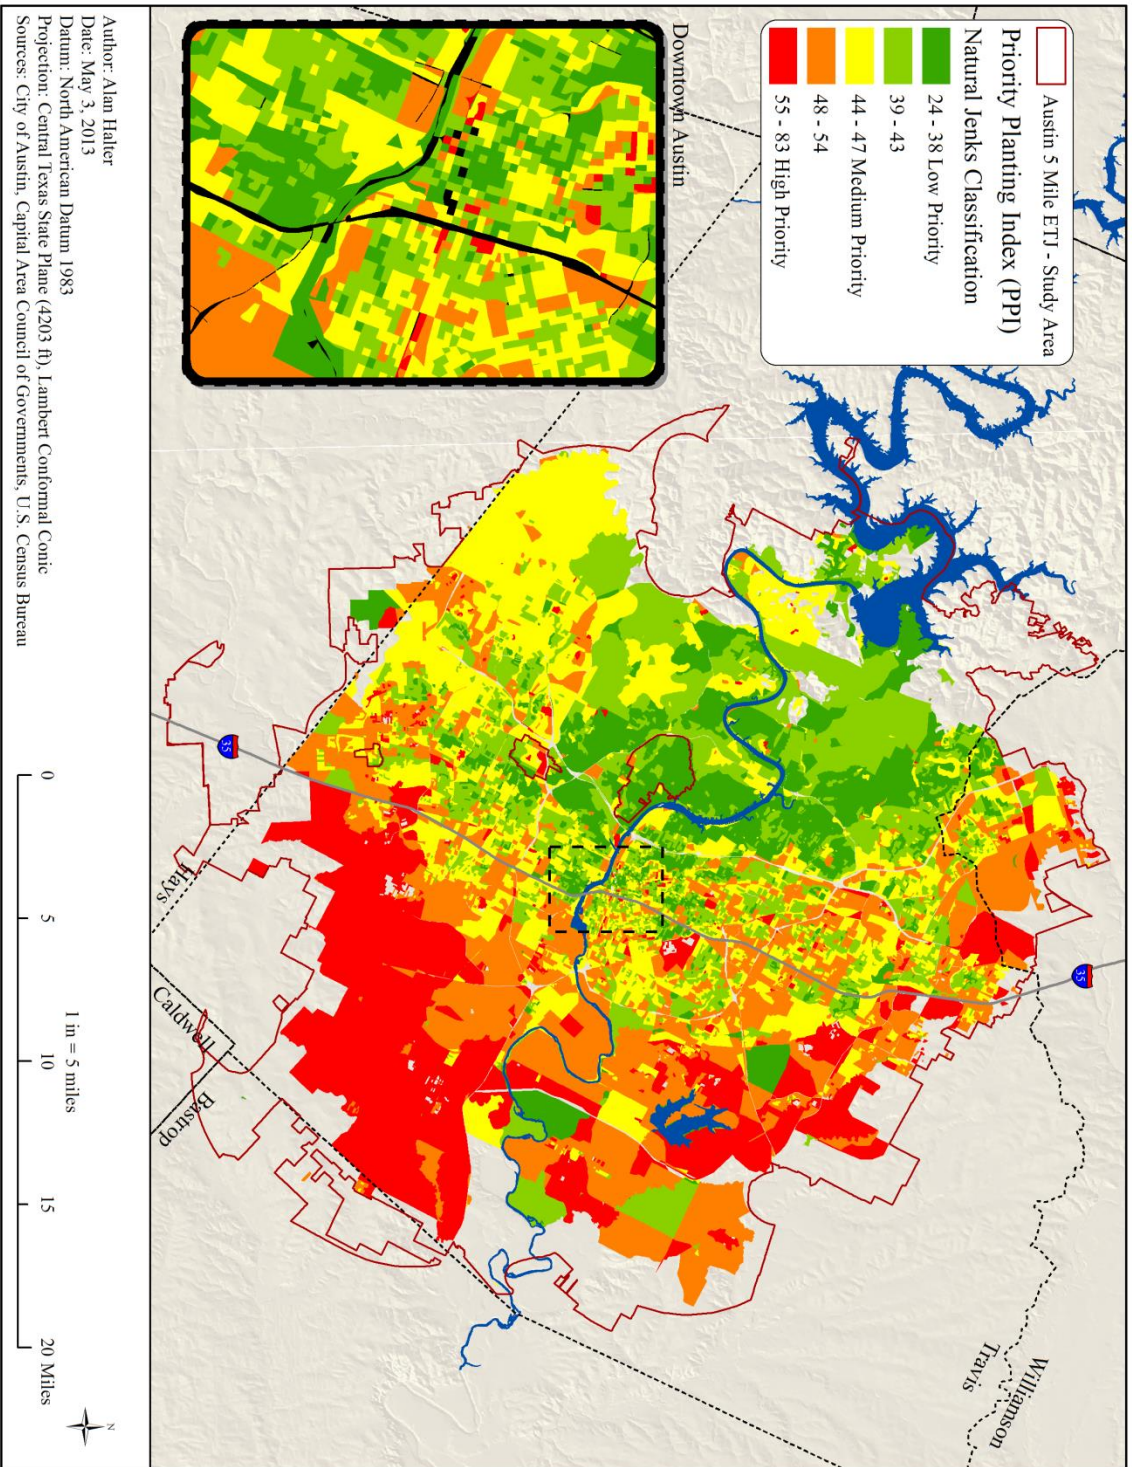 Austin 5 Mile ETJ - Study Area
Priority Planting Index (PPI)
Natural Jenks Classification
24 - 38 Low Priority
39 - 43
44 - 47 Medium Priority
48 - 54
55 - 83 High Priority
Downtown Austin
Williamson
Travis
35
35
Hays
Caldwell
Bastrop
Author: Alan Halter
Date: May 3, 2013
Datum: North American Datum 1983
Projection: Central Texas State Plane (4203 ft), Lambert Conformal Conic
Sources: City of Austin, Capital Area Council of Governments, U.S. Census Bureau
1 in = 5 miles
0 5 10 15 20 Miles
N